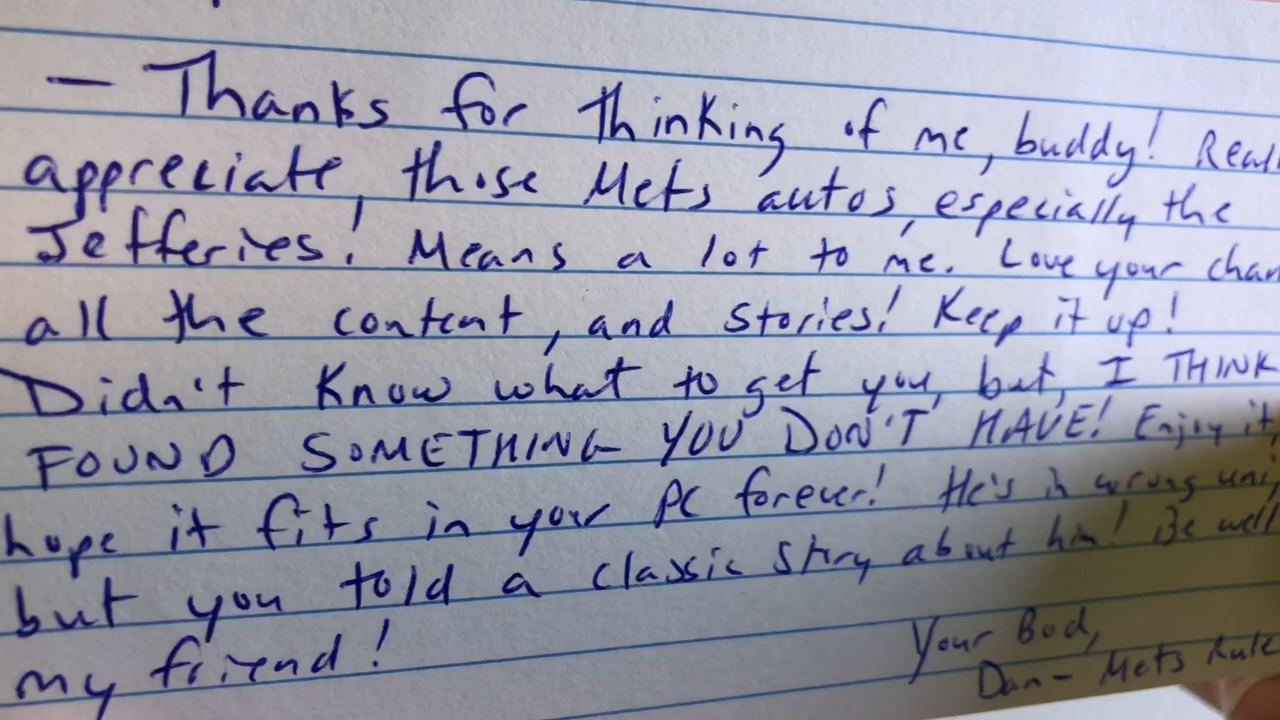 - Thanks for thinking of me, buddy! Reall
appreciate, those Mets autos, especially the
Jefferies! Means a lot to me. Love your chan
all the content, and stories! Keep it up!
Didn't know what to get you, but, I THINK
FOUND SOMETHING YOU DON'T HAVE! Enjoy it,
hope it fits in your PC forever! He's in wrong uni,
but you told a classic story about him! Be well
my friend!
Your Bud,
Dan - Mets Rule